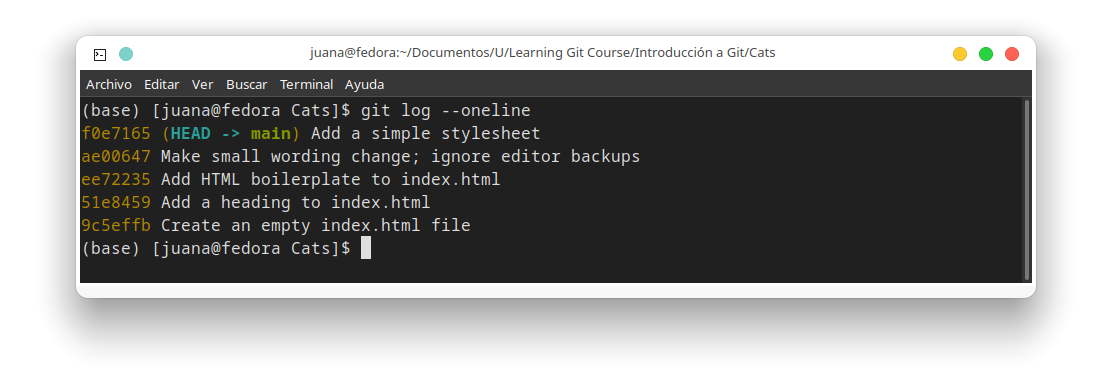 juana@fedora:~/Documentos/U/Learning Git Course/Introducción a Git/Cats
Archivo Editar Ver Buscar Terminal Ayuda
(base) [juana@fedora Cats]$ git log --oneline
f0e7165 (HEAD -> main) Add a simple stylesheet
ae00647 Make small wording change; ignore editor backups
ee72235 Add HTML boilerplate to index.html
51e8459 Add a heading to index.html
9c5effb Create an empty index.html file
(base) [juana@fedora Cats]$